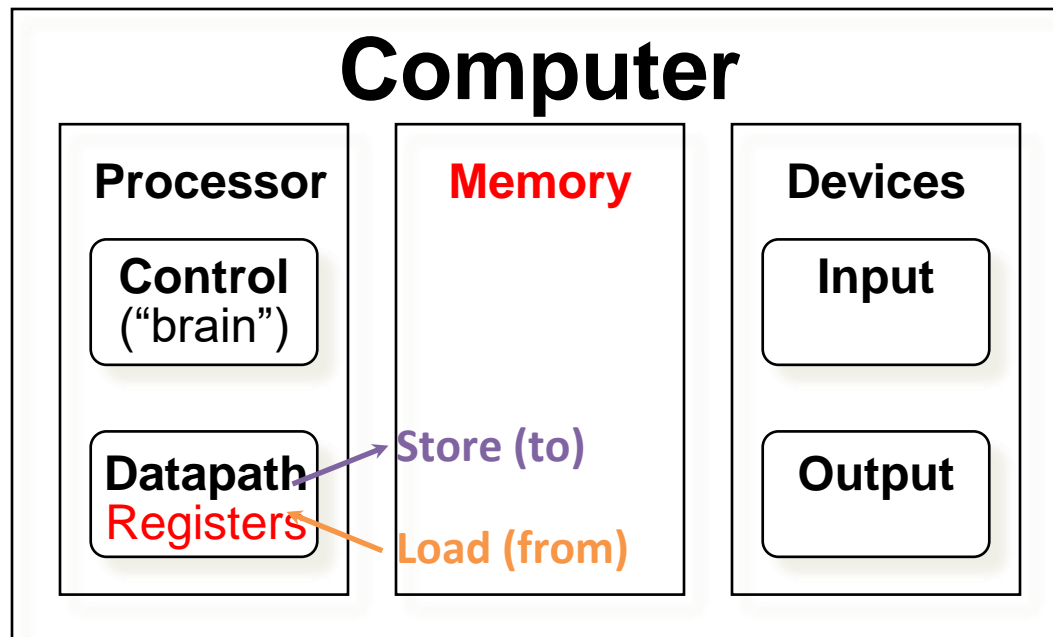 Computer
Processor
Control
(“brain”)
Datapath
Registers
Memory
Store (to)
Load (from)
Devices
Input
Output